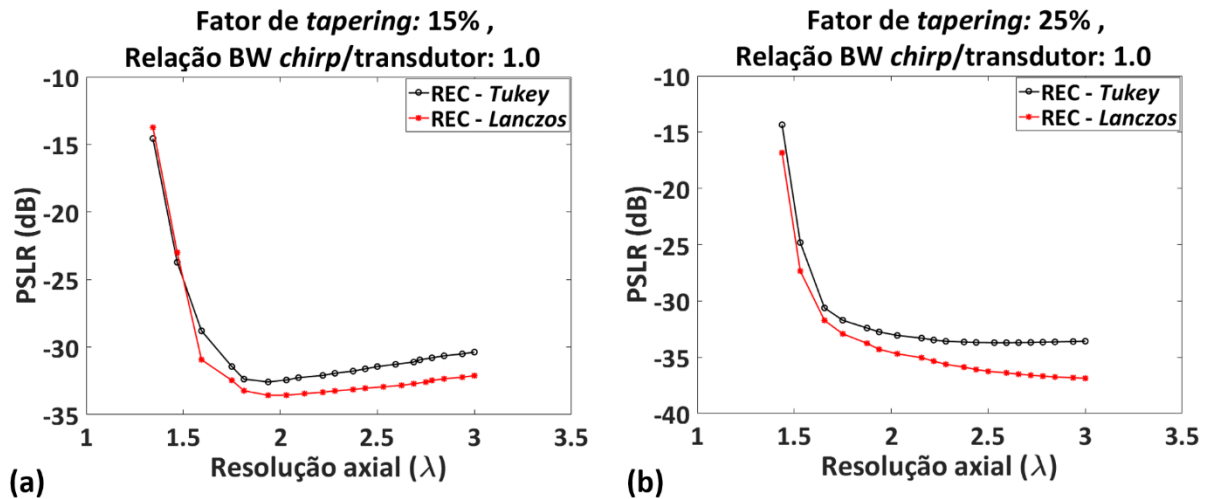 Fator de tapering: 15% ,
Relação BW chirp/transdutor: 1.0
-10
-15
-20
-25
-30
-35
PSLR (dB)
REC - Tukey
REC - Lanczos
1
1.5
2
2.5
3
3.5
Resolução axial (λ)
(a)
Fator de tapering: 25% ,
Relação BW chirp/transdutor: 1.0
-10
-15
-20
-25
-30
-35
-40
PSLR (dB)
REC - Tukey
REC - Lanczos
1
1.5
2
2.5
3
3.5
Resolução axial (λ)
(b)